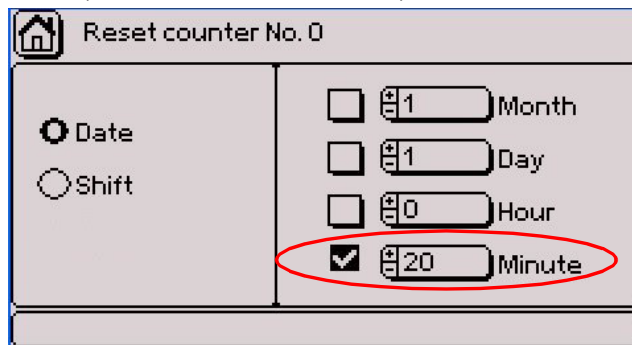 Reset counter No. 0
Date
Shift
1 Month
1 Day
0 Hour
20 Minute